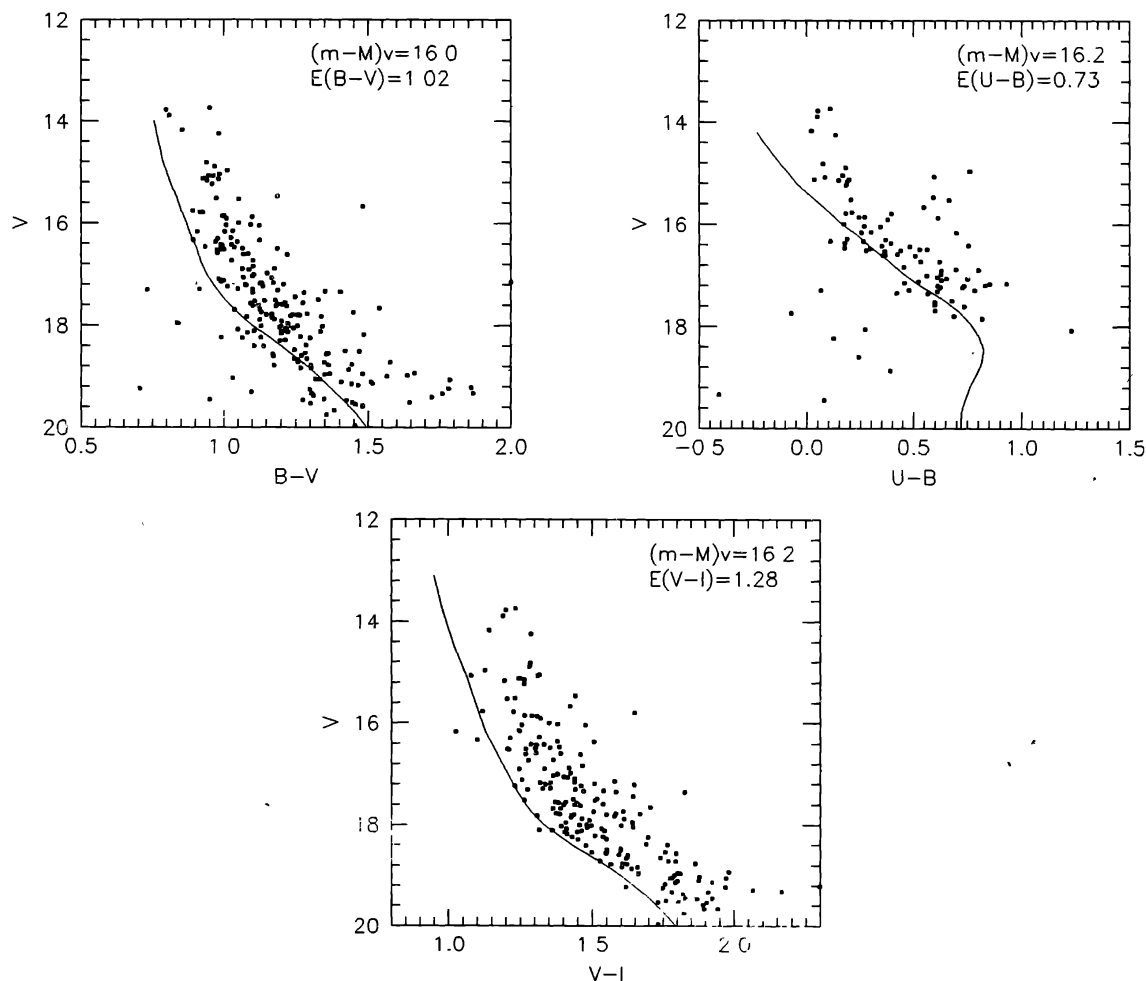 12
14
16
18
20
V
(m-M)v=16 0
E(B-V)=1 02
0.5
1.0
1.5
2.0
B-V
12
14
16
18
20
V
(m-M)v=16.2
E(U-B)=0.73
-0 5
0.0
0.5
1.0
1.5
U-B
12
14
16
18
20
V
(m-M)v=16 2
E(V-I)=1.28
1.0
1 5
2 0
V-I